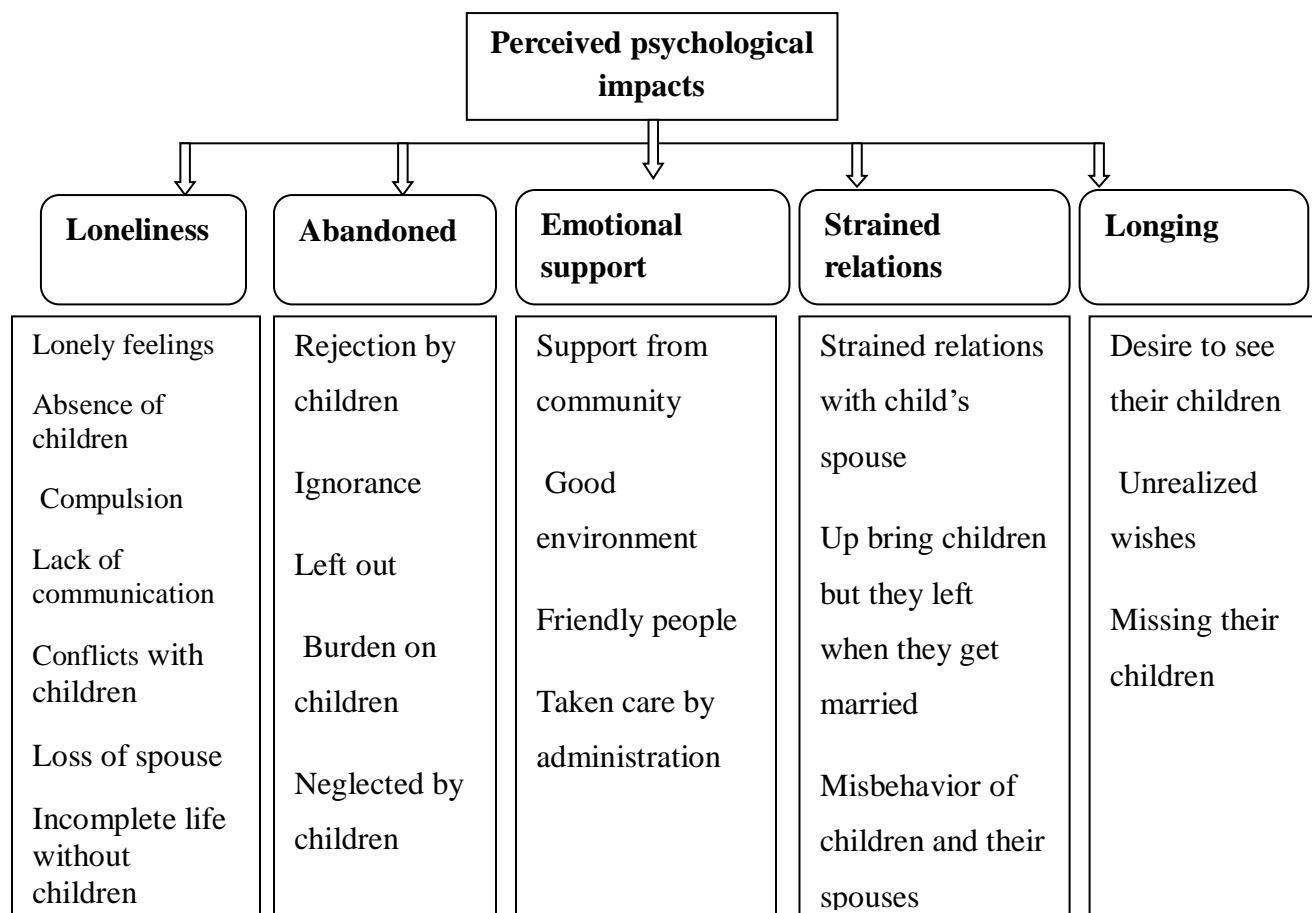 Perceived psychological
impacts
Loneliness
Abandoned
Emotional
support
Strained
relations
Longing
Lonely feelings
Absence of
children
Compulsion
Lack of
communication
Conflicts with
children
Loss of spouse
Incomplete life
without
children
Rejection by
children
Ignorance
Left out
Burden on
children
Neglected by
children
Support from
community
Good
environment
Friendly people
Taken care by
administration
Strained relations
with child’s
spouse
Up bring children
but they left
when they get
married
Misbehavior of
children and their
spouses
Desire to see
their children
Unrealized
wishes
Missing their
children